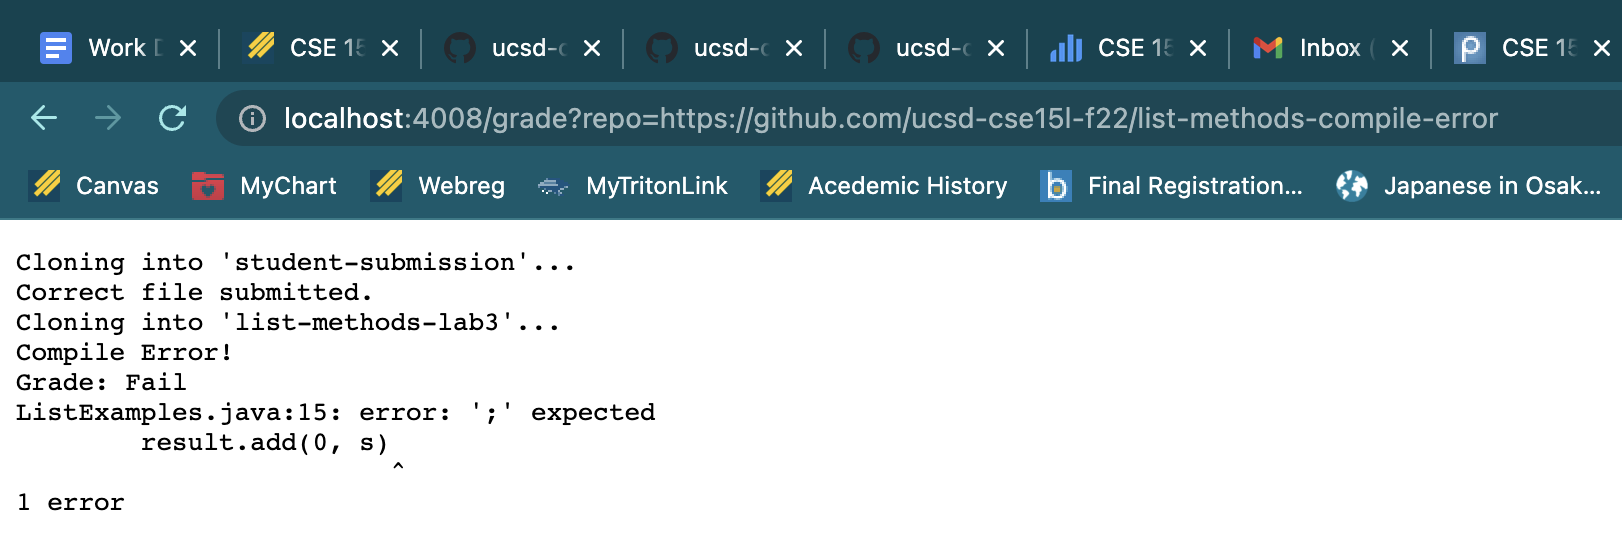 Work
CSE 15
ucsd-
ucsd-
ucsd-
CSE 15
Inbox
CSE 15
localhost:4008/grade?repo=https://github.com/ucsd-cse15l-f22/list-methods-compile-error
Canvas
MyChart
Webreg
MyTritonLink
Acedemic History
Final Registration...
Japanese in Osak...
Cloning into 'student-submission'...
Correct file submitted.
Cloning into 'list-methods-lab3'...
Compile Error!
Grade: Fail
ListExamples.java:15: error: ';' expected
        result.add(0, s)
                        ^
1 error